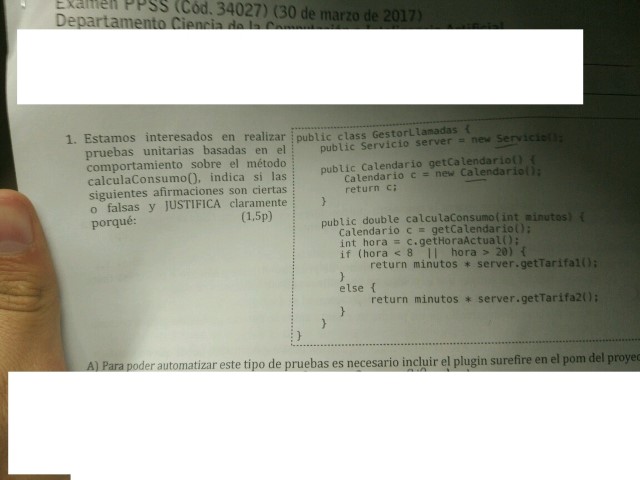 Examen PPSS (Cód. 34027) (30 de marzo de 2017)
Departamento Ciencia de la Computación e Inteligencia Artificial
1. Estamos interesados en realizar
pruebas unitarias basadas en el
comportamiento sobre el método
calculaConsumo(), indica si las
siguientes afirmaciones son ciertas
o falsas y JUSTIFICA claramente
porqué: (1,5p)
public class GestorLlamadas {
public Servicio server = new Servicio();
public Calendario getCalendario() {
Calendario c = new Calendario();
return c;
}
public double calculaConsumo(int minutos) {
Calendario c = getCalendario();
int hora = c.getHoraActual();
if (hora < 8 || hora > 20) {
return minutos * server.getTarifa1();
}
else {
return minutos * server.getTarifa2();
}
}
}
A) Para poder automatizar este tipo de pruebas es necesario incluir el plugin surefire en el pom del proyec